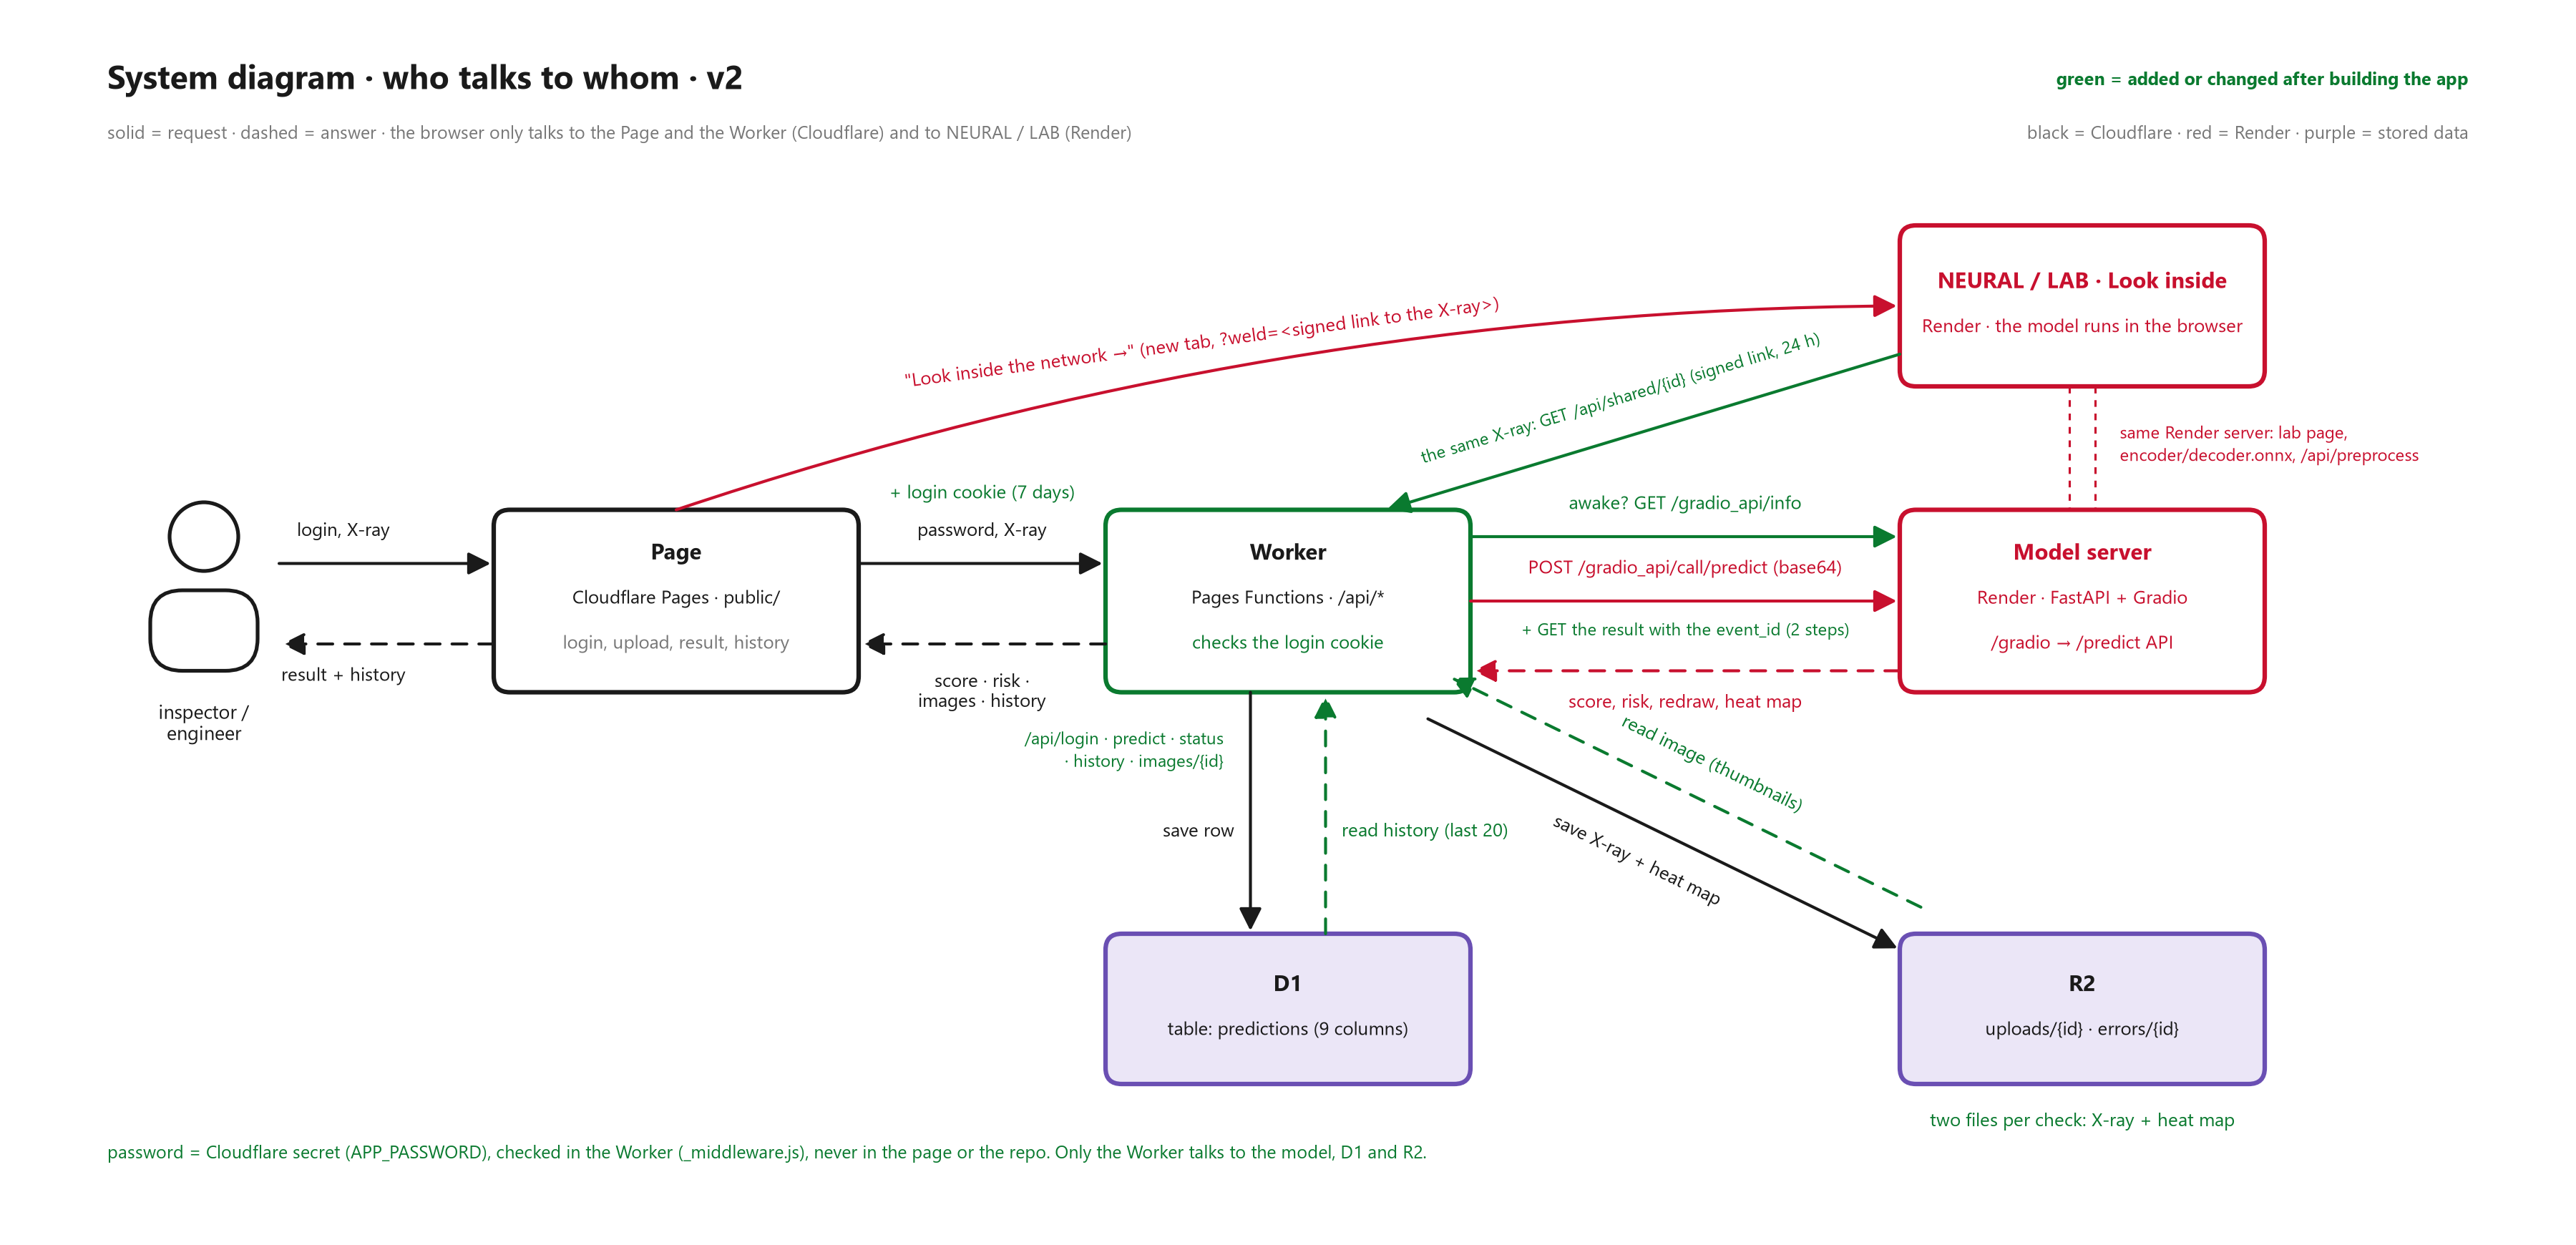 System diagram · who talks to whom · v2
green = added or changed after building the app
solid = request · dashed = answer · the browser only talks to the Page and the Worker (Cloudflare) and to NEURAL / LAB (Render)
black = Cloudflare · red = Render · purple = stored data
NEURAL / LAB · Look inside
Render · the model runs in the browser
"Look inside the network →" (new tab, ?weld=<signed link to the X-ray>)
the same X-ray: GET /api/shared/{id} (signed link, 24 h)
same Render server: lab page,
encoder/decoder.onnx, /api/preprocess
login, X-ray
result + history
inspector /
engineer
Page
Cloudflare Pages · public/
login, upload, result, history
+ login cookie (7 days)
password, X-ray
score · risk ·
images · history
Worker
Pages Functions · /api/*
checks the login cookie
awake? GET /gradio_api/info
POST /gradio_api/call/predict (base64)
+ GET the result with the event_id (2 steps)
score, risk, redraw, heat map
Model server
Render · FastAPI + Gradio
/gradio → /predict API
/api/login · predict · status
· history · images/{id}
save row
read history (last 20)
read image (thumbnails)
save X-ray + heat map
D1
table: predictions (9 columns)
R2
uploads/{id} · errors/{id}
two files per check: X-ray + heat map
password = Cloudflare secret (APP_PASSWORD), checked in the Worker (_middleware.js), never in the page or the repo. Only the Worker talks to the model, D1 and R2.